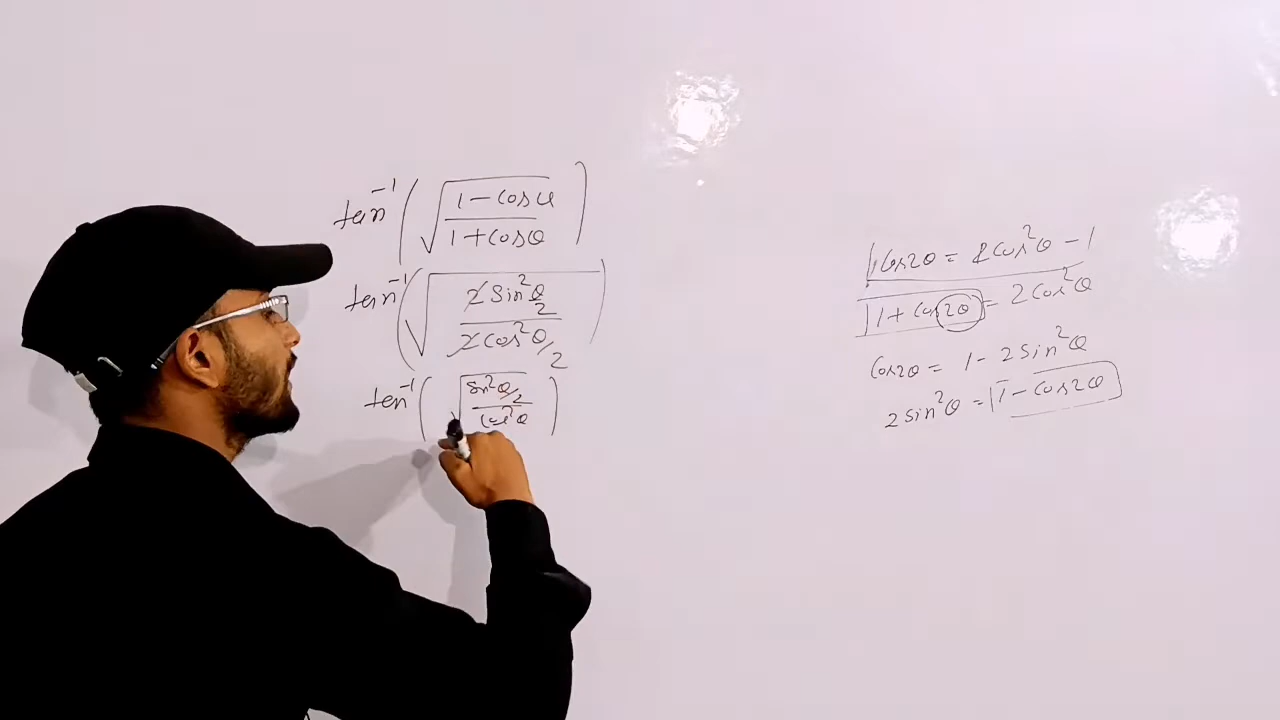 tan⁻¹(√((1-cosθ)/(1+cosθ)))
tan⁻¹(√((2sin²θ/2)/(2cos²θ/2)))
tan⁻¹(√((sin²θ/2)/(cos²θ)))
cos2θ = 2cos²θ - 1
1 + cos2θ = 2cos²θ
cos2θ = 1 - 2sin²θ
2sin²θ = 1 - cos2θ